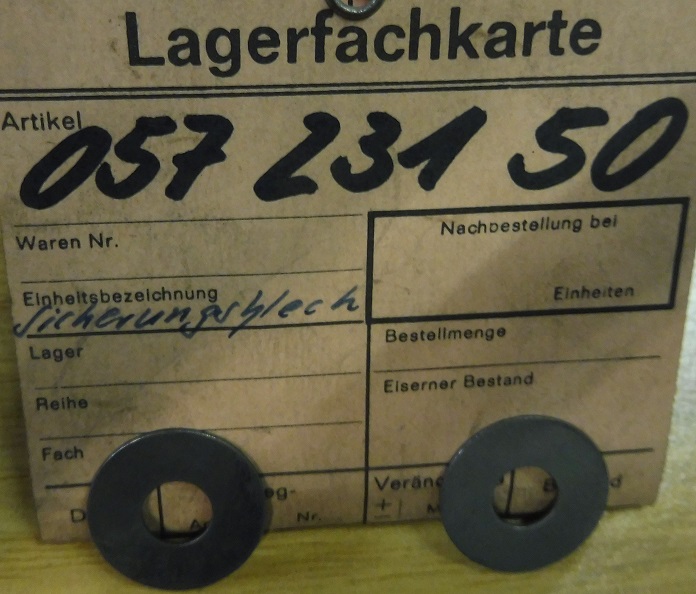 Lagerfachkarte
Artikel
057 231 50
Waren Nr.
Nachbestellung bei
Einheiten
Einheitsbezeichnung
Sicherungsblech
Bestellmenge
Lager
Eiserner Bestand
Reihe
Fach
Nr.
+